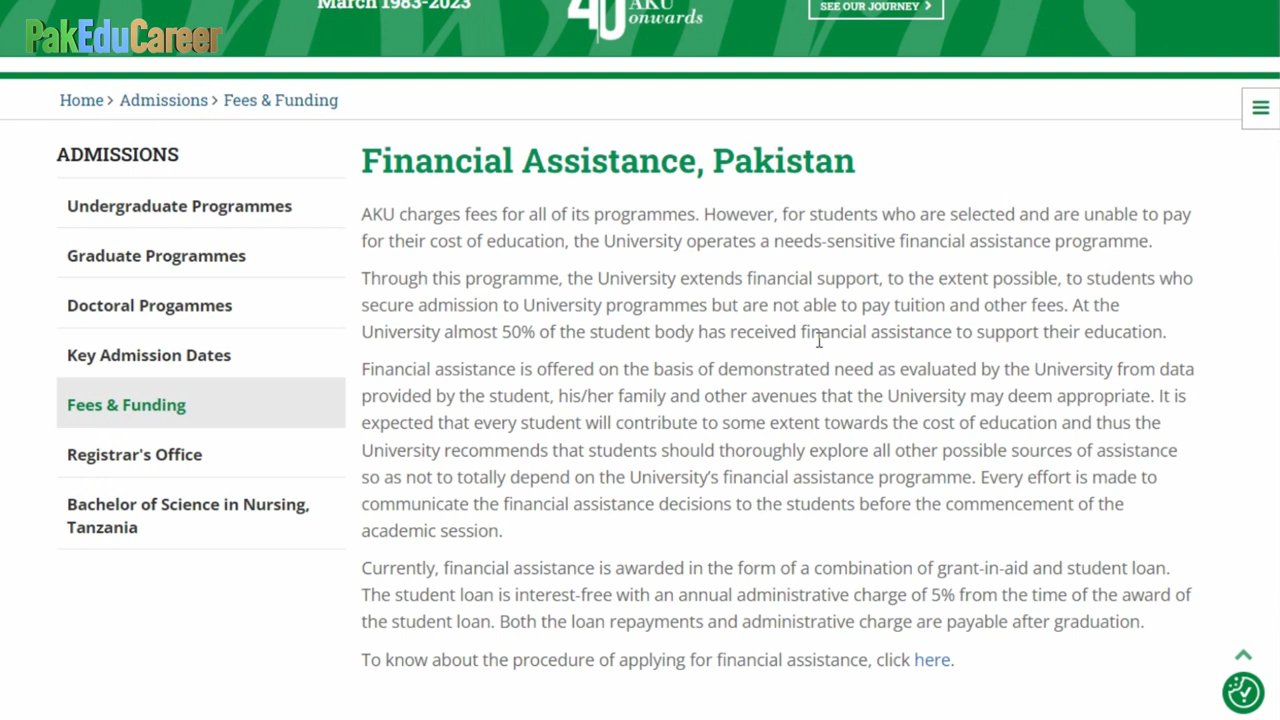 March 1983-2023
40
AKU
onwards
SEE OUR JOURNEY
PakEduCareer
Home > Admissions > Fees & Funding
ADMISSIONS
Undergraduate Programmes
Graduate Programmes
Doctoral Progammes
Key Admission Dates
Fees & Funding
Registrar's Office
Bachelor of Science in Nursing,
Tanzania
Financial Assistance, Pakistan
AKU charges fees for all of its programmes. However, for students who are selected and are unable to pay
for their cost of education, the University operates a needs-sensitive financial assistance programme.
Through this programme, the University extends financial support, to the extent possible, to students who
secure admission to University programmes but are not able to pay tuition and other fees. At the
University almost 50% of the student body has received financial assistance to support their education.
Financial assistance is offered on the basis of demonstrated need as evaluated by the University from data
provided by the student, his/her family and other avenues that the University may deem appropriate. It is
expected that every student will contribute to some extent towards the cost of education and thus the
University recommends that students should thoroughly explore all other possible sources of assistance
so as not to totally depend on the University's financial assistance programme. Every effort is made to
communicate the financial assistance decisions to the students before the commencement of the
academic session.
Currently, financial assistance is awarded in the form of a combination of grant-in-aid and student loan.
The student loan is interest-free with an annual administrative charge of 5% from the time of the award of
the student loan. Both the loan repayments and administrative charge are payable after graduation.
To know about the procedure of applying for financial assistance, click here.